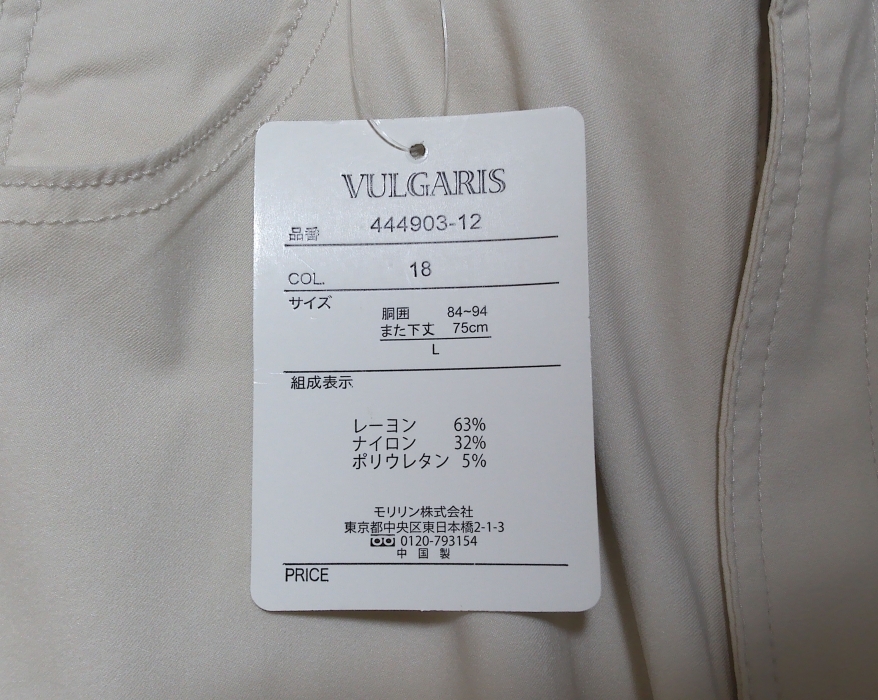 VULGARIS
品番 444903-12
COL. 18
サイズ
胴囲 84~94
また下丈 75cm
L
組成表示
レーヨン 63%
ナイロン 32%
ポリウレタン 5%
モリリン株式会社
東京都中央区東日本橋2-1-3
0120-793154
中国製
PRICE